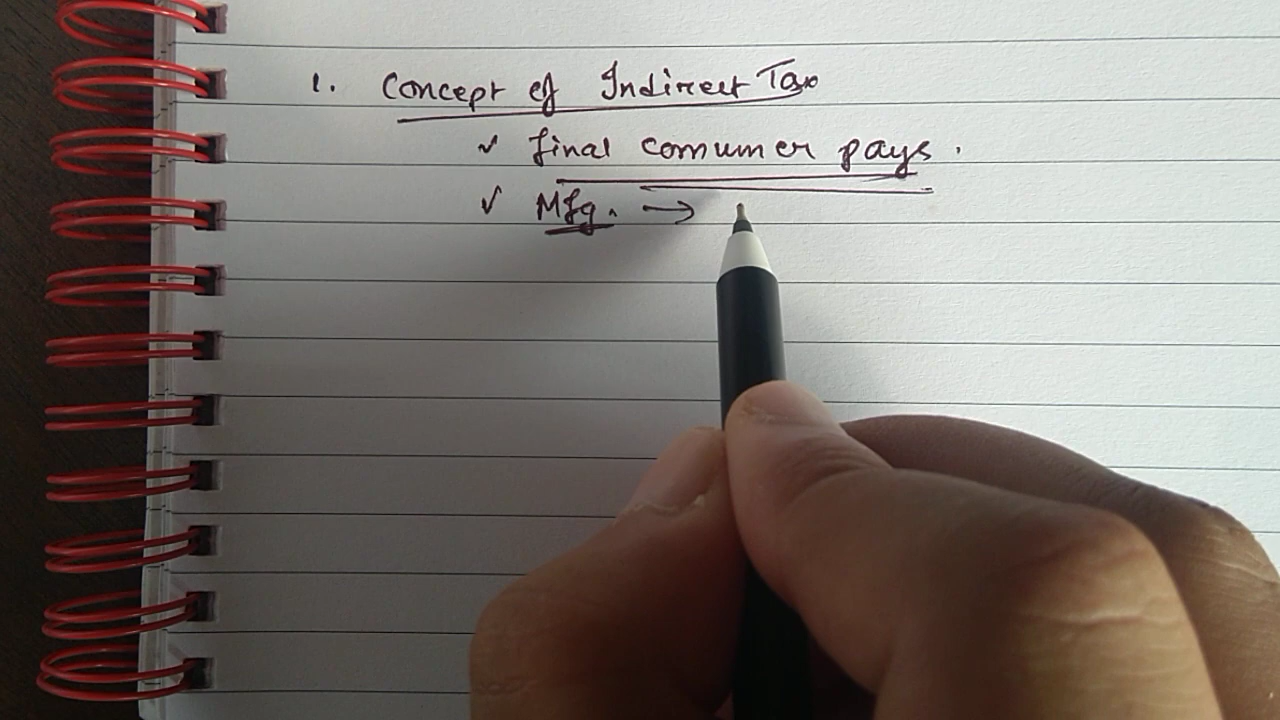 1. Concept of Indirect Tax
✓ final consumer pays.
✓ Mfg. →